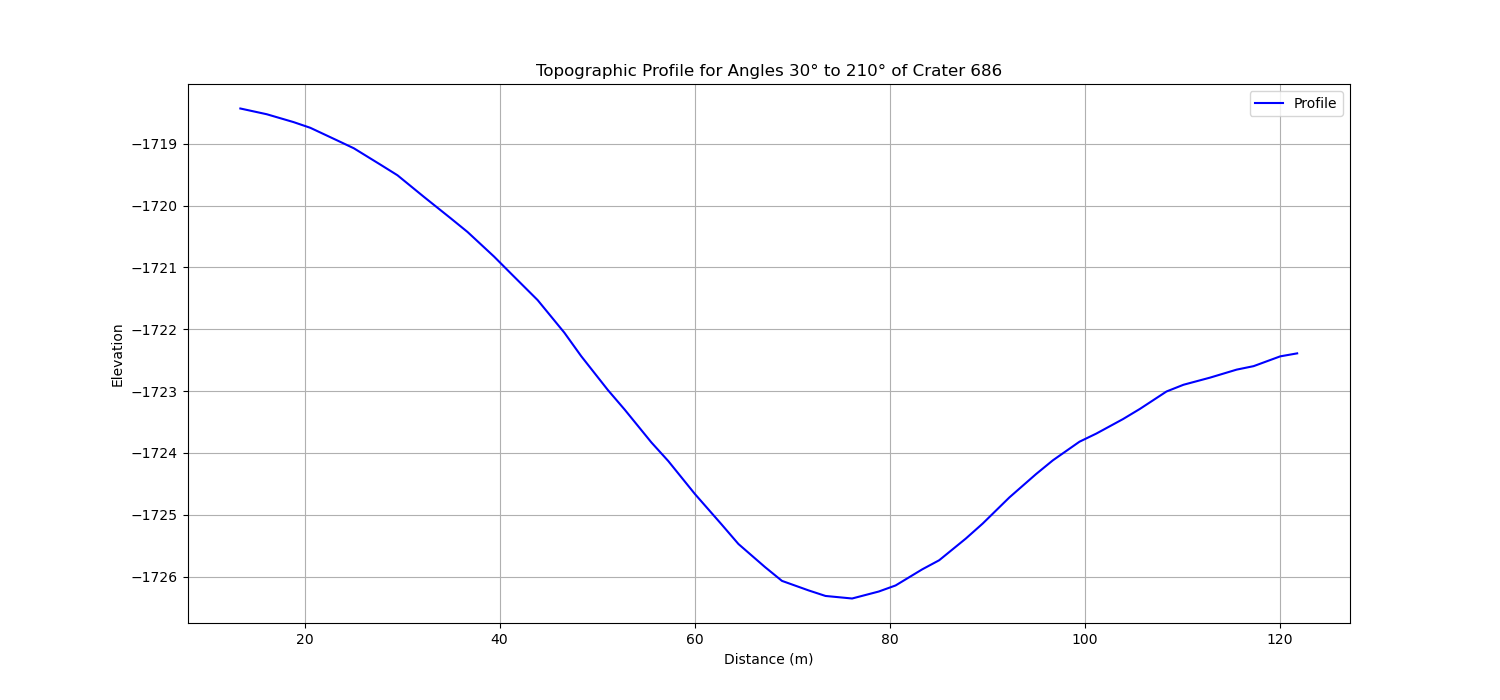 Topographic Profile for Angles 30° to 210° of Crater 686
Profile
Elevation
−1719
−1720
−1721
−1722
−1723
−1724
−1725
−1726
20 40 60 80 100 120
Distance (m)